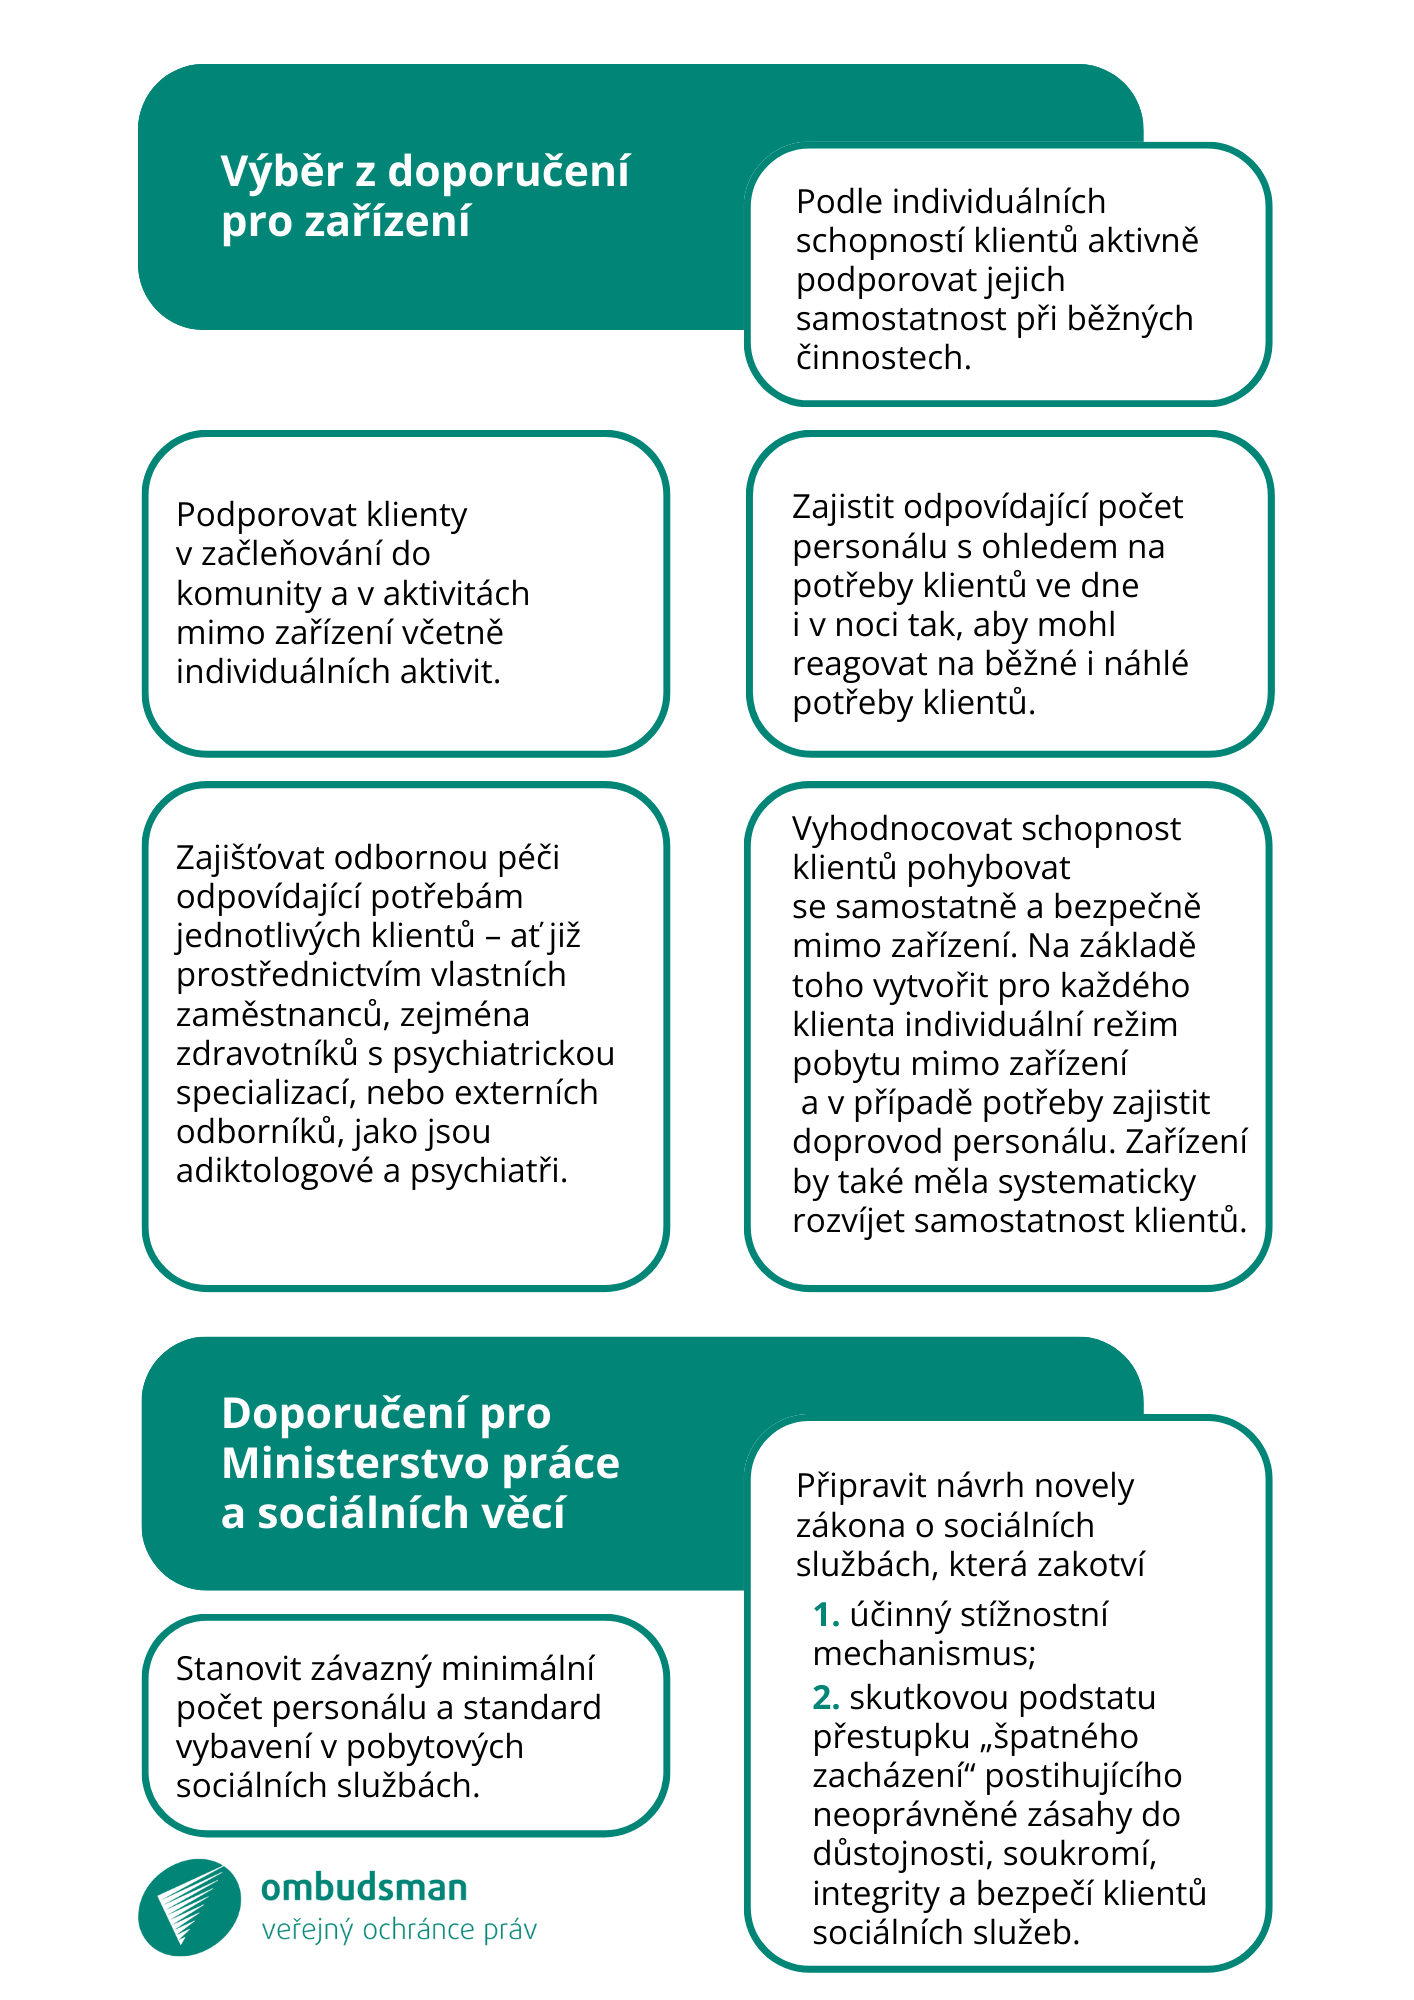 Výběr z doporučení
pro zařízení
Podle individuálních
schopností klientů aktivně
podporovat jejich
samostatnost při běžných
činnostech.
Podporovat klienty
v začleňování do
komunity a v aktivitách
mimo zařízení včetně
individuálních aktivit.
Zajistit odpovídající počet
personálu s ohledem na
potřeby klientů ve dne
i v noci tak, aby mohl
reagovat na běžné i náhlé
potřeby klientů.
Zajišťovat odbornou péči
odpovídající potřebám
jednotlivých klientů – ať již
prostřednictvím vlastních
zaměstnanců, zejména
zdravotníků s psychiatrickou
specializací, nebo externích
odborníků, jako jsou
adiktologové a psychiatři.
Vyhodnocovat schopnost
klientů pohybovat
se samostatně a bezpečně
mimo zařízení. Na základě
toho vytvořit pro každého
klienta individuální režim
pobytu mimo zařízení
a v případě potřeby zajistit
doprovod personálu. Zařízení
by také měla systematicky
rozvíjet samostatnost klientů.
Doporučení pro
Ministerstvo práce
a sociálních věcí
Připravit návrh novely
zákona o sociálních
službách, která zakotví
1. účinný stížnostní
mechanismus;
2. skutkovou podstatu
přestupku „špatného
zacházení“ postihujícího
neoprávněné zásahy do
důstojnosti, soukromí,
integrity a bezpečí klientů
sociálních služeb.
Stanovit závazný minimální
počet personálu a standard
vybavení v pobytových
sociálních službách.
ombudsman
veřejný ochránce práv